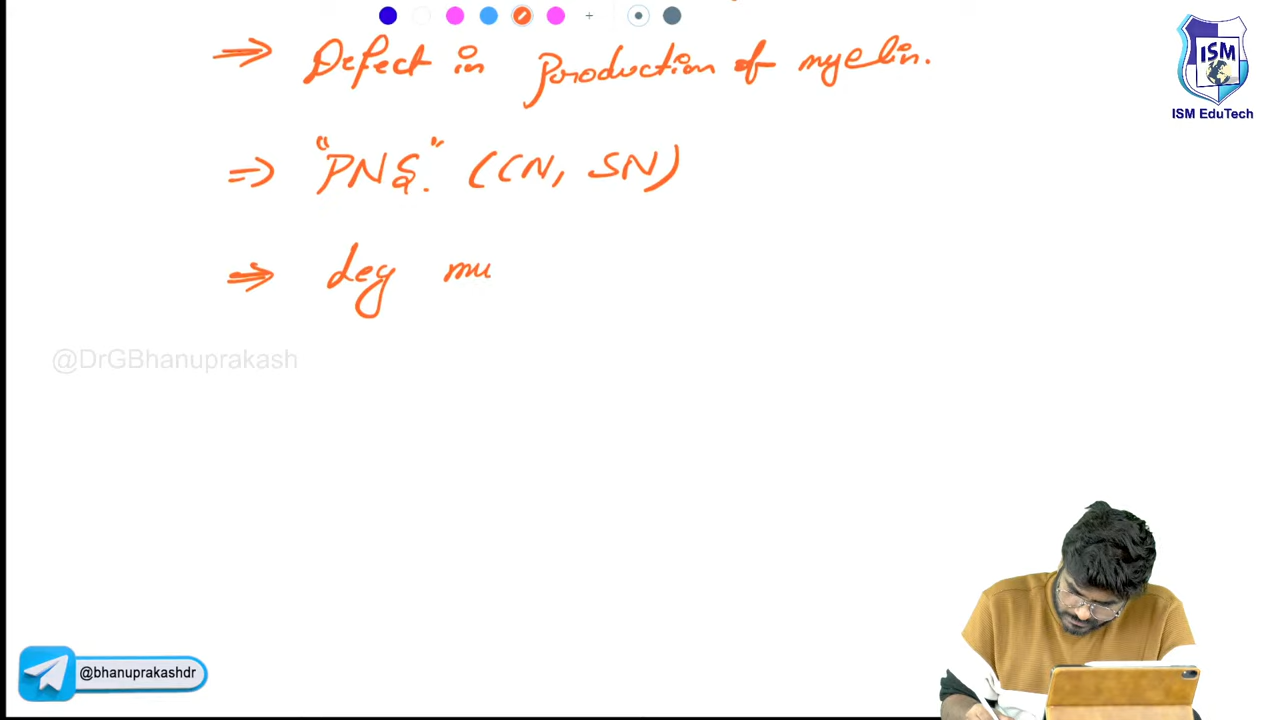 ⇒ Defect in Production of myelin.
ISM
ISM EduTech
⇒ "PNS." (CN, SN)
⇒ deg mu
@DrGBhanuprakash
@bhanuprakashdr